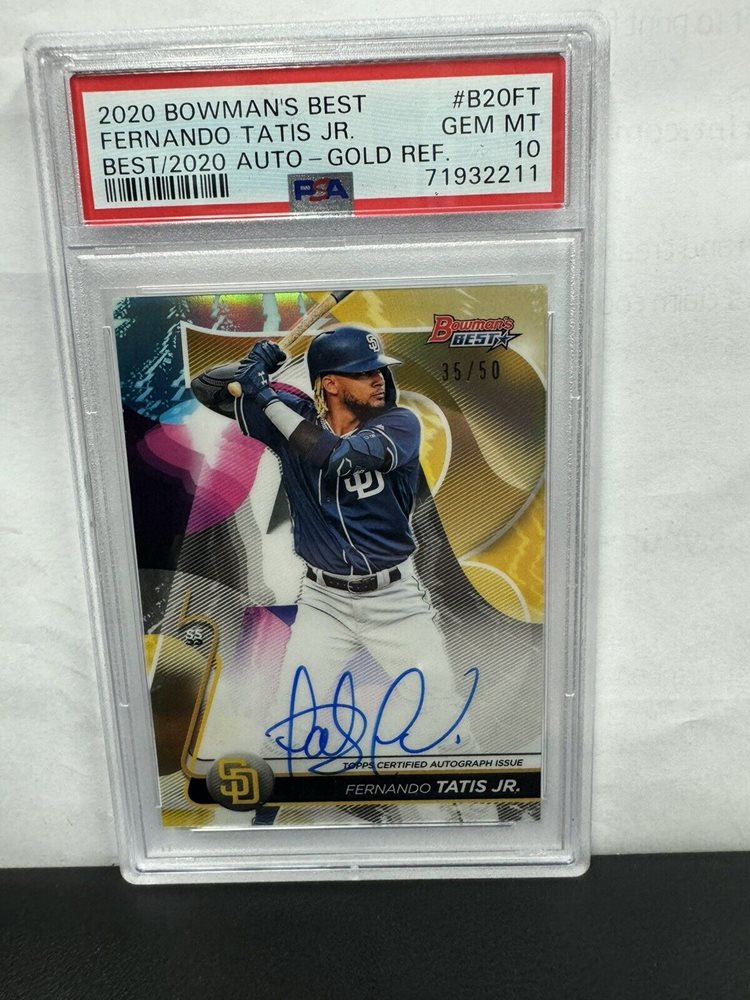 2020 BOWMAN'S BEST #B20FT
FERNANDO TATIS JR. GEM MT
BEST/2020 AUTO – GOLD REF. 10
PSA 71932211
Bowman's
BEST
35/50
SD
SD
SS
TOPPS CERTIFIED AUTOGRAPH ISSUE
SD
FERNANDO TATIS JR.